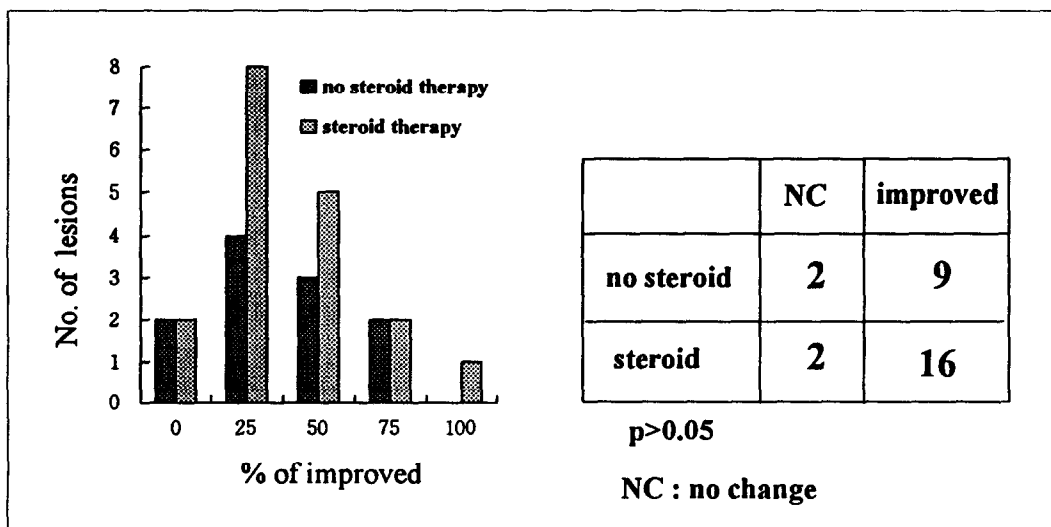 8
7
6
5
4
3
2
1
0
No. of lesions
no steroid therapy
steroid therapy
0 25 50 75 100
% of improved
NC improved
no steroid 2 9
steroid 2 16
p>0.05
NC : no change